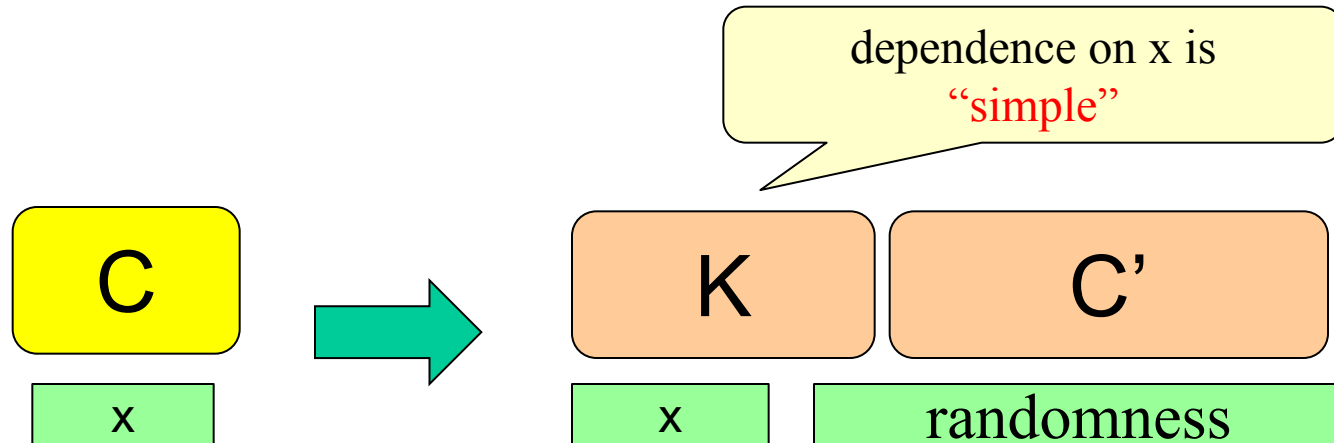 dependence on x is
“simple”
C
K
C’
x
x
randomness